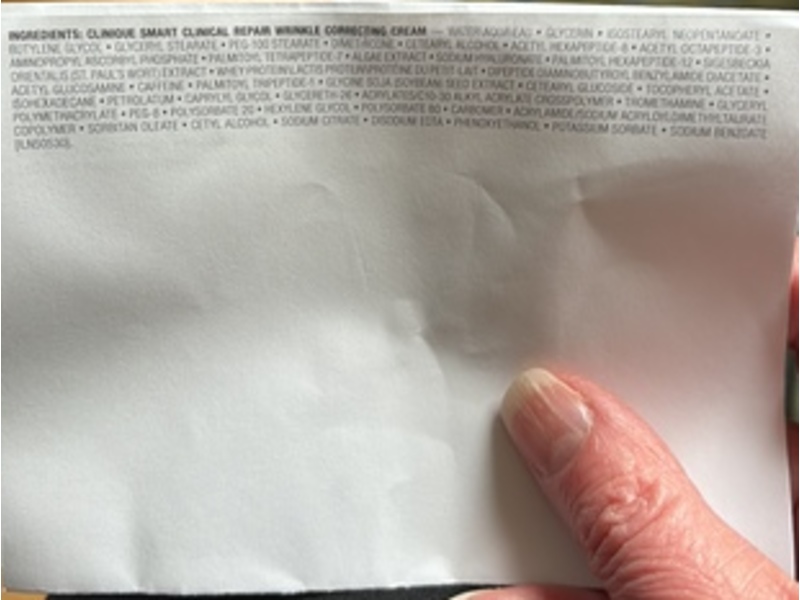 INGREDIENTS: CLINIQUE SMART CLINICAL REPAIR WRINKLE CORRECTING CREAM — WATER\AQUA\EAU • GLYCERIN • ISOSTEARYL NEOPENTANOATE •
BUTYLENE GLYCOL • GLYCERYL STEARATE • PEG-100 STEARATE • DIMETHICONE • CETEARYL ALCOHOL • ACETYL HEXAPEPTIDE-8 • ACETYL OCTAPEPTIDE-3 •
AMINOPROPYL ASCORBYL PHOSPHATE • PALMITOYL TETRAPEPTIDE-7 • ALGAE EXTRACT • SODIUM HYALURONATE • PALMITOYL HEXAPEPTIDE-12 • SIGESBECKIA
ORIENTALIS (ST. PAUL'S WORT) EXTRACT • WHEY PROTEIN\LACTIS PROTEIN\PROTÉINE DU PETIT-LAIT • DIPEPTIDE DIAMINOBUTYROYL BENZYLAMIDE DIACETATE •
ACETYL GLUCOSAMINE • CAFFEINE • PALMITOYL TRIPEPTIDE-1 • GLYCINE SOJA (SOYBEAN) SEED EXTRACT • CETEARYL GLUCOSIDE • TOCOPHERYL ACETATE •
ISOHEXADECANE • PETROLATUM • CAPRYLYL GLYCOL • GLYCERETH-26 • ACRYLATES/C10-30 ALKYL ACRYLATE CROSSPOLYMER • TROMETHAMINE • GLYCERYL
POLYMETHACRYLATE • PEG-8 • POLYSORBATE 20 • HEXYLENE GLYCOL • POLYSORBATE 80 • CARBOMER • ACRYLAMIDE/SODIUM ACRYLOYLDIMETHYLTAURATE
COPOLYMER • SORBITAN OLEATE • CETYL ALCOHOL • SODIUM CITRATE • DISODIUM EDTA • PHENOXYETHANOL • POTASSIUM SORBATE • SODIUM BENZOATE